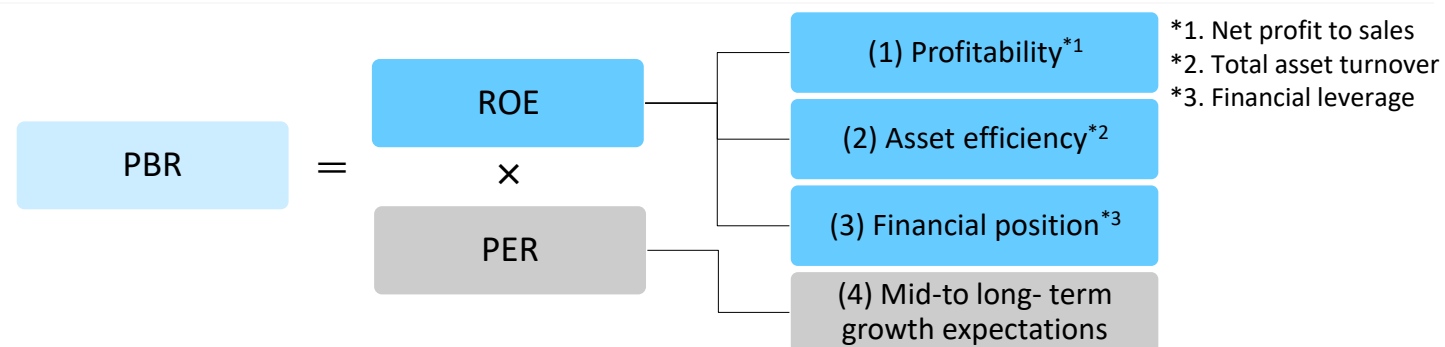 PBR
=
ROE
×
PER
(1) Profitability*1
(2) Asset efficiency*2
(3) Financial position*3
(4) Mid-to long- term
growth expectations
*1. Net profit to sales
*2. Total asset turnover
*3. Financial leverage